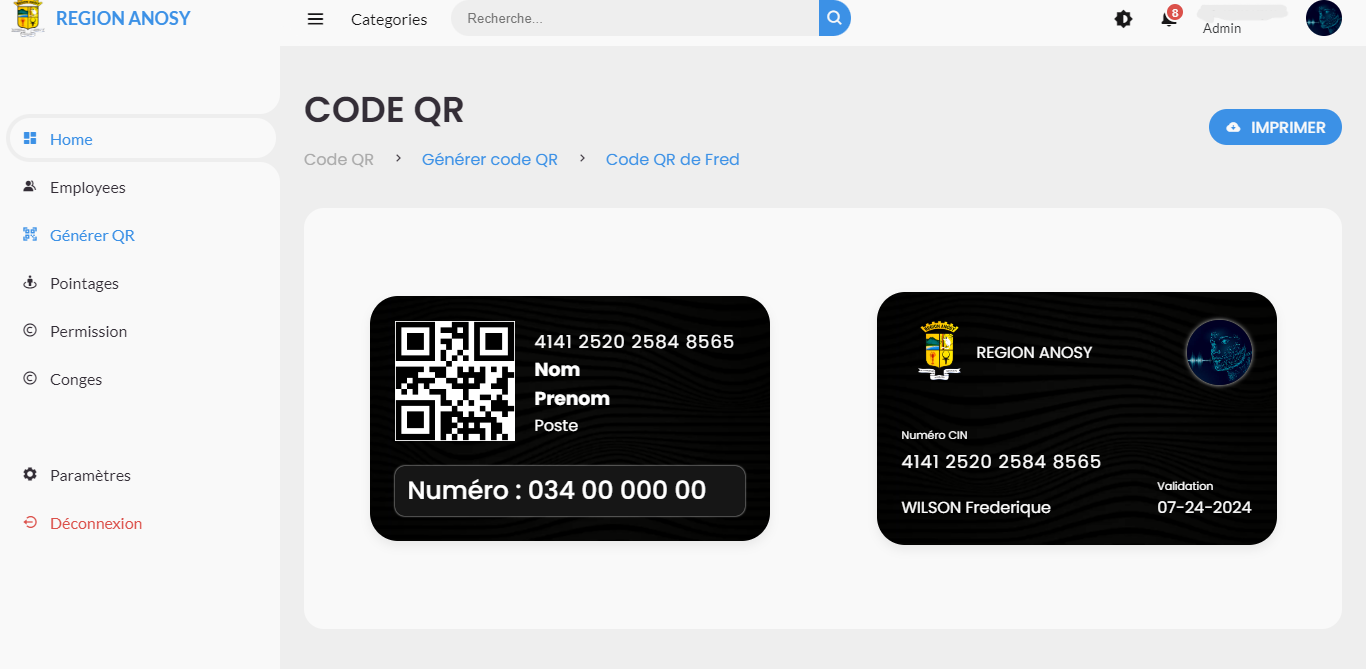 REGION ANOSY
Categories
Recherche...
8
Admin
Home
Employees
Générer QR
Pointages
Permission
Conges
Paramètres
Déconnexion
CODE QR
Code QR > Générer code QR > Code QR de Fred
IMPRIMER
4141 2520 2584 8565
Nom
Prenom
Poste
Numéro : 034 00 000 00
REGION ANOSY
Numéro CIN
4141 2520 2584 8565
Validation
WILSON Frederique
07-24-2024